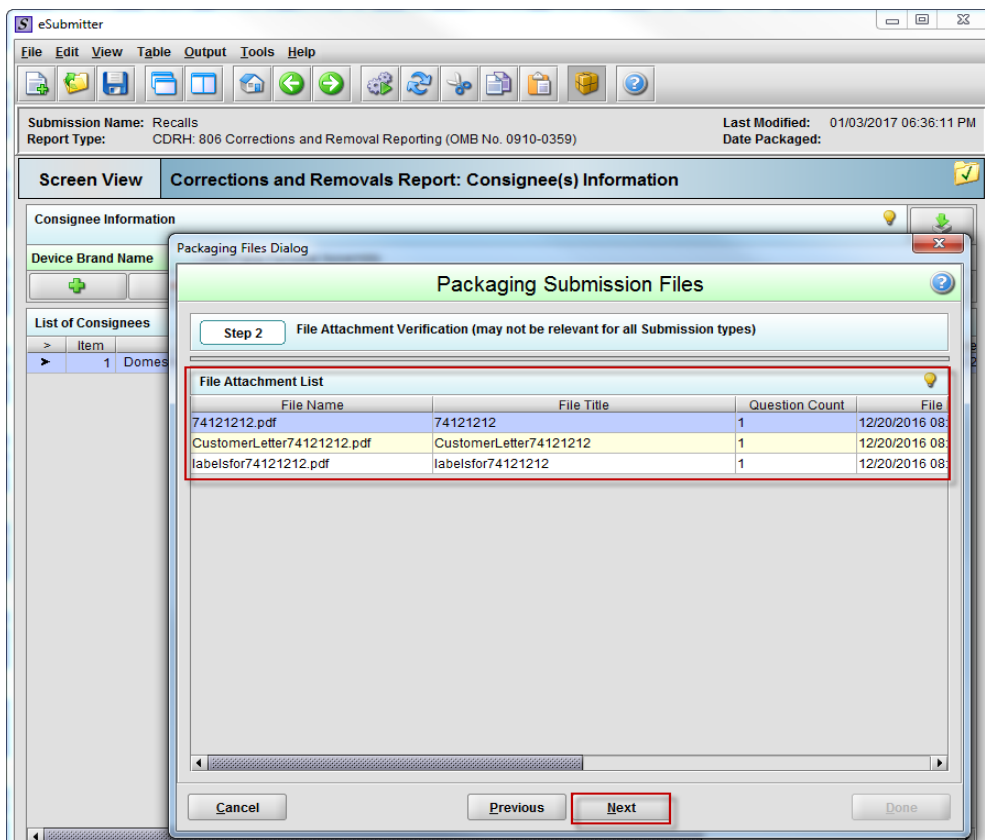 S eSubmitter
File Edit View Table Output Tools Help
Submission Name: Recalls Last Modified: 01/03/2017 06:36:11 PM
Report Type: CDRH: 806 Corrections and Removal Reporting (OMB No. 0910-0359) Date Packaged:
Screen View Corrections and Removals Report: Consignee(s) Information
Consignee Information
Packaging Files Dialog
Device Brand Name
Packaging Submission Files
List of Consignees
Step 2 File Attachment Verification (may not be relevant for all Submission types)
> Item
1 Domes
File Attachment List
File Name File Title Question Count File
74121212.pdf 74121212 1 12/20/2016 08:
CustomerLetter74121212.pdf CustomerLetter74121212 1 12/20/2016 08:
labelsfor74121212.pdf labelsfor74121212 1 12/20/2016 08:
Cancel Previous Next Done